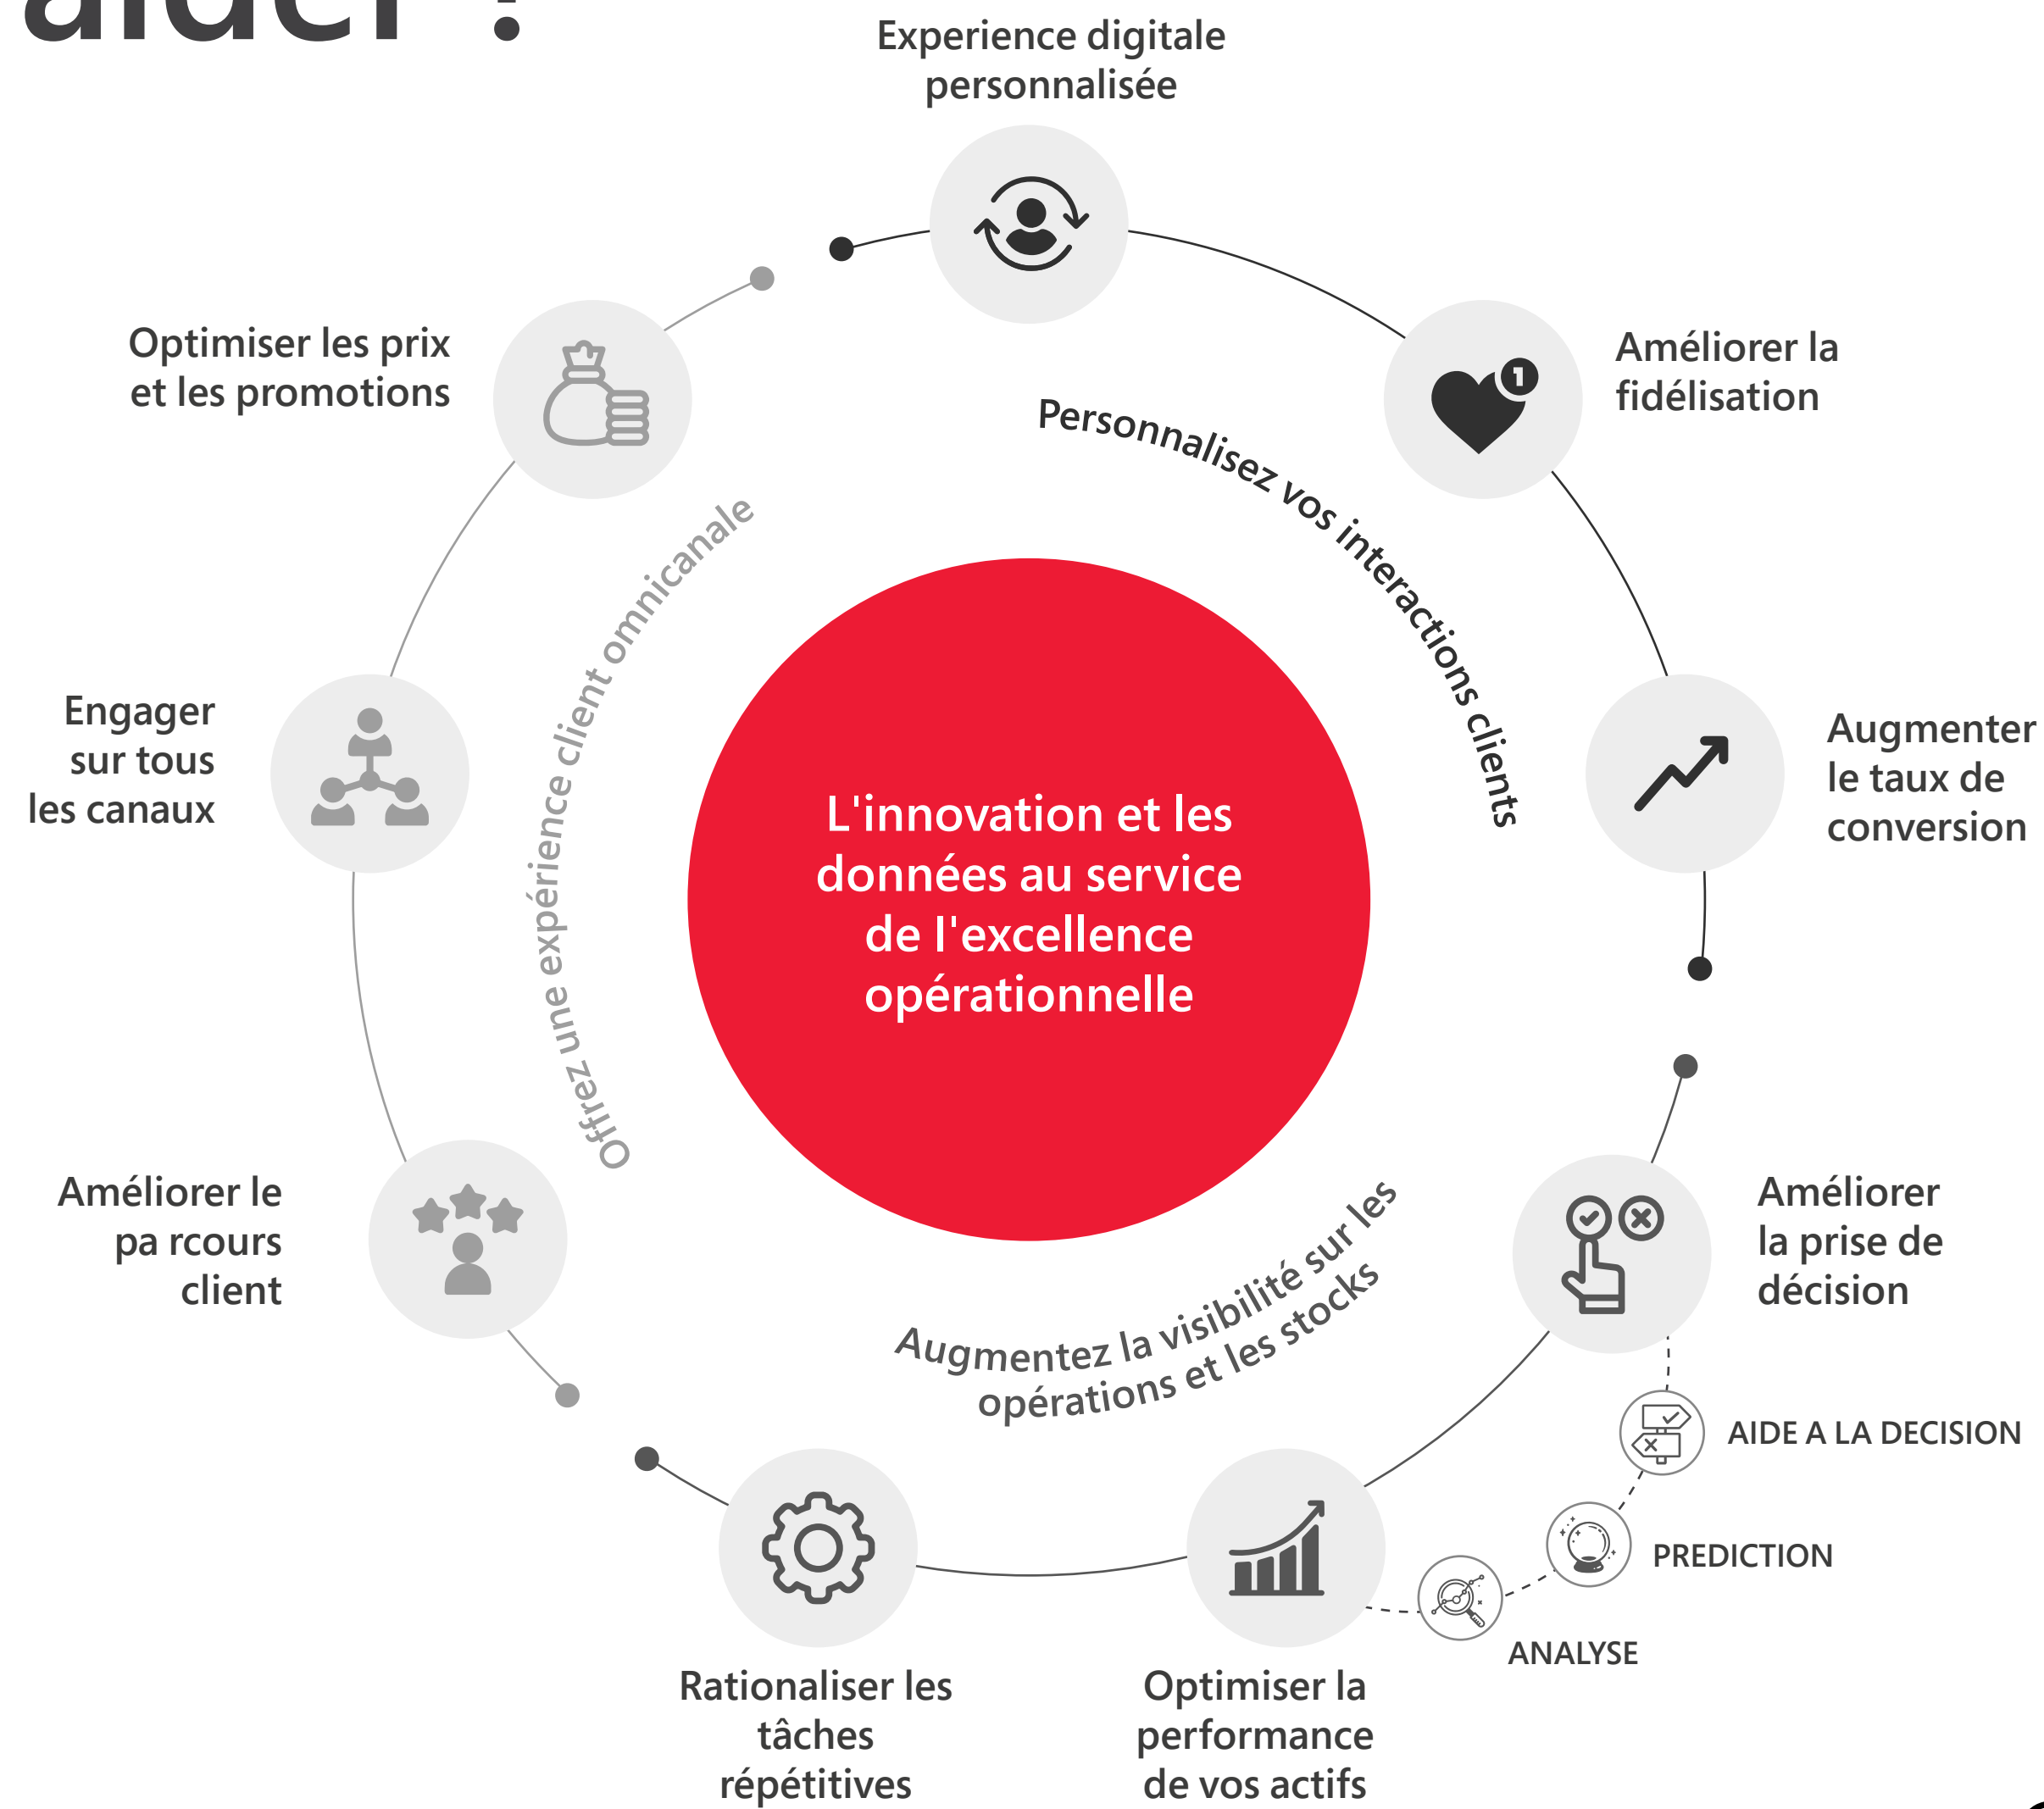 aider ?
Experience digitale
personnalisée
Optimiser les prix
et les promotions
Améliorer la
fidélisation
1
Personnalisez vos interactions clients
Offrez une expérience client omnicanale
Engager
sur tous
les canaux
Augmenter
le taux de
conversion
L'innovation et les
données au service
de l'excellence
opérationnelle
Améliorer le
pa rcours
client
Améliorer
la prise de
décision
Augmentez la visibilité sur les
opérations et les stocks
AIDE A LA DECISION
PREDICTION
ANALYSE
Rationaliser les
tâches
répétitives
Optimiser la
performance
de vos actifs